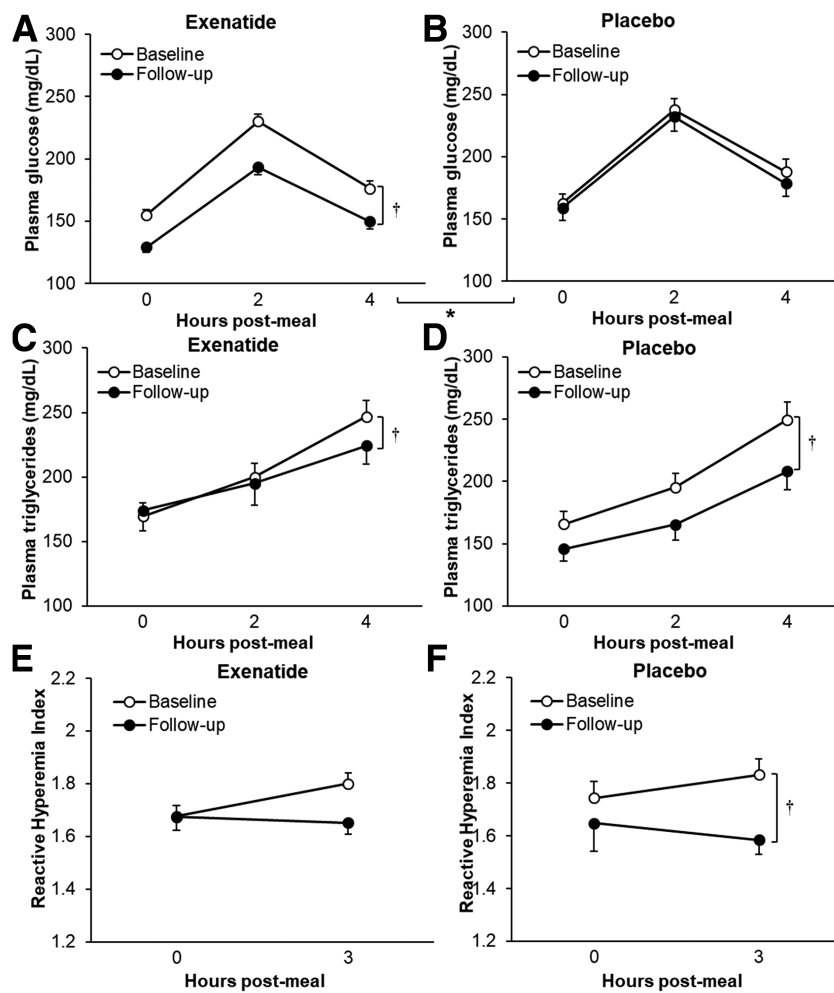 A
Exenatide
Plasma glucose (mg/dL)
300
250
200
150
100
Baseline
Follow-up
†
0
2
4
Hours post-meal
B
Placebo
Plasma glucose (mg/dL)
300
250
200
150
100
Baseline
Follow-up
0
2
4
Hours post-meal
*
C
Exenatide
Plasma triglycerides (mg/dL)
300
250
200
150
100
Baseline
Follow-up
†
0
2
4
Hours post-meal
D
Placebo
Plasma triglycerides (mg/dL)
300
250
200
150
100
Baseline
Follow-up
†
0
2
4
Hours post-meal
E
Exenatide
Reactive Hyperemia Index
2.2
2
1.8
1.6
1.4
1.2
Baseline
Follow-up
0
3
Hours post-meal
F
Placebo
Reactive Hyperemia Index
2.2
2
1.8
1.6
1.4
1.2
Baseline
Follow-up
†
0
3
Hours post-meal